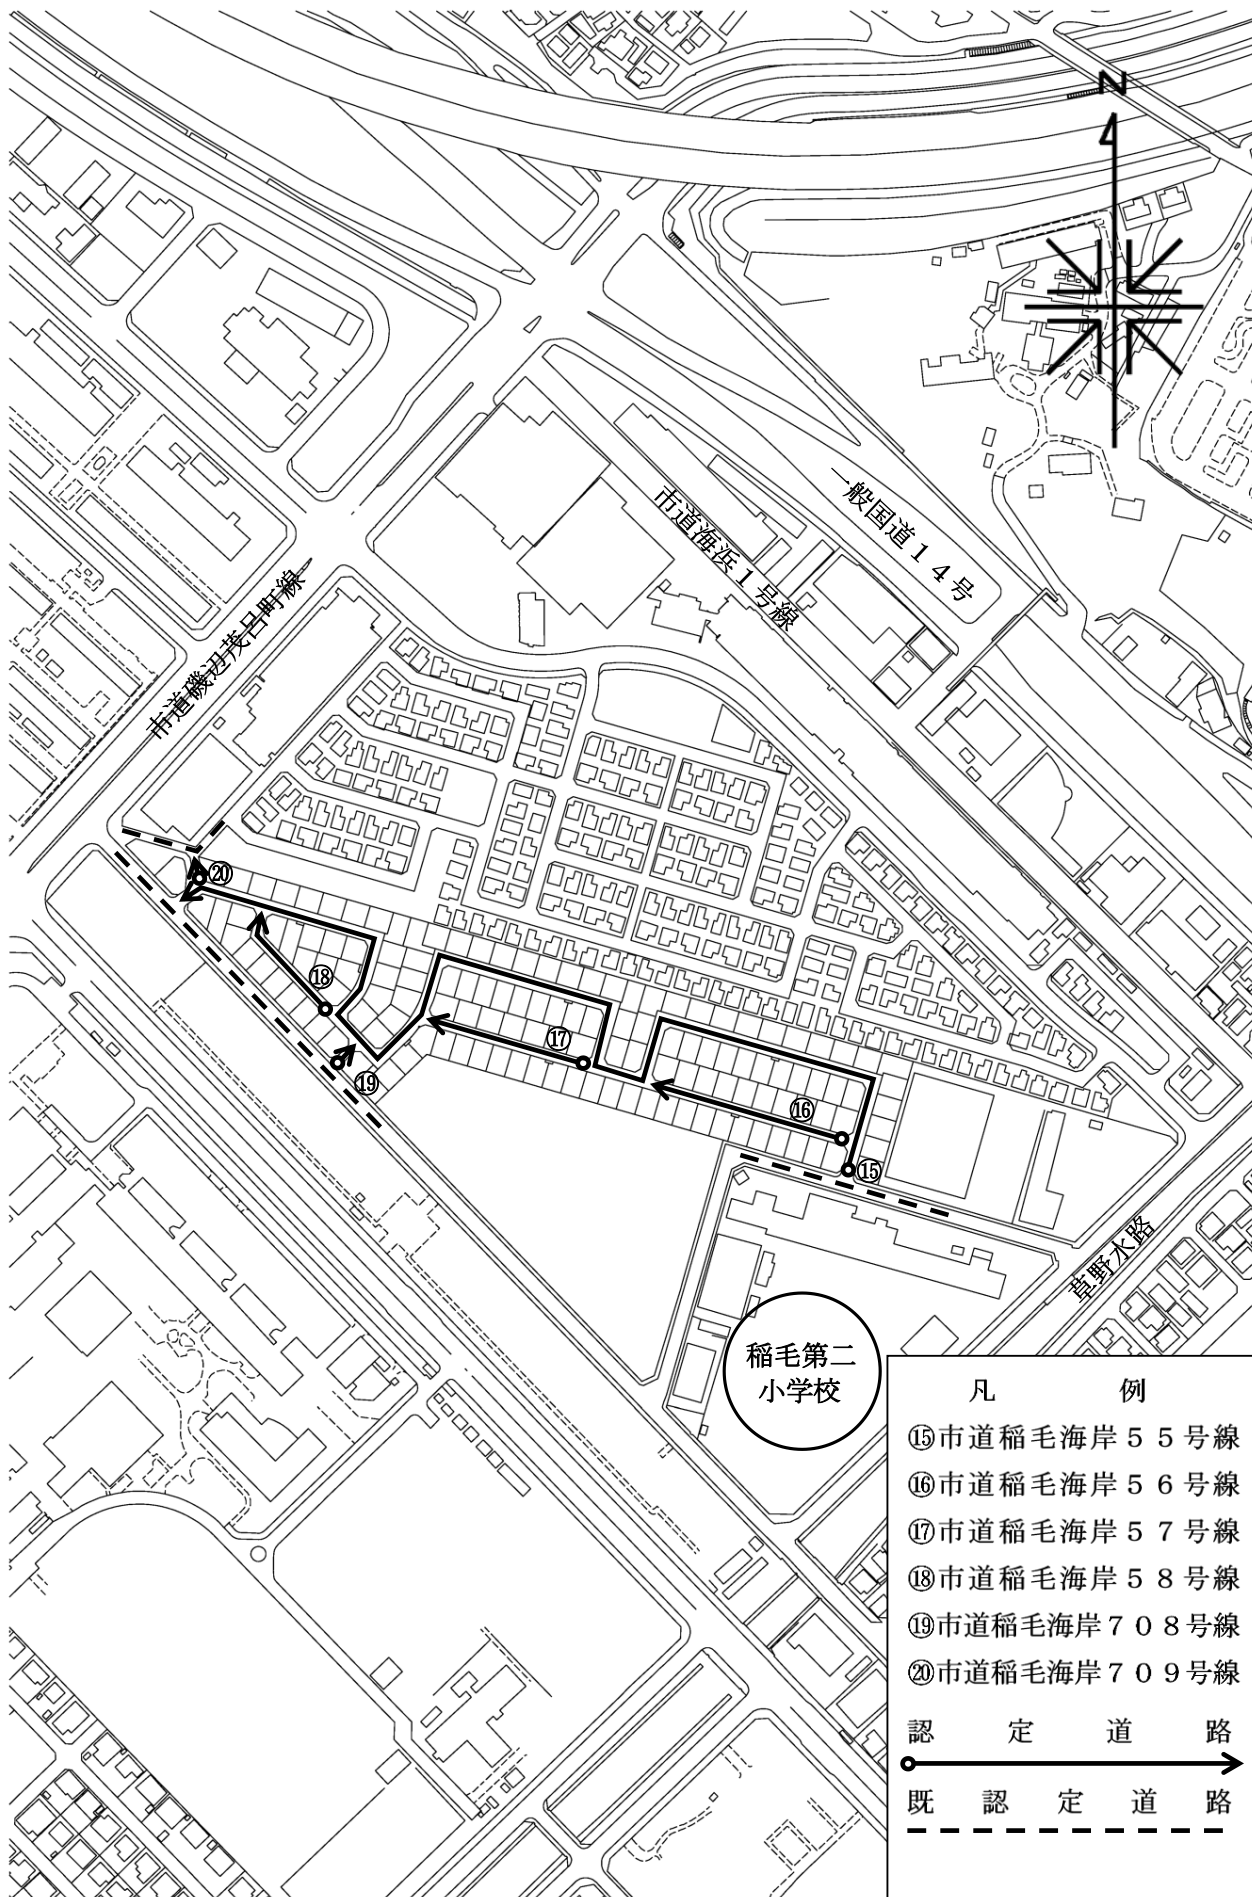 N
一般国道１４号
市道海浜１号線
市道磯辺茂呂町線
⑳
⑱
⑰
⑲
⑯
⑮
草野水路
稲毛第二
小学校
凡例
⑮市道稲毛海岸５５号線
⑯市道稲毛海岸５６号線
⑰市道稲毛海岸５７号線
⑱市道稲毛海岸５８号線
⑲市道稲毛海岸７０８号線
⑳市道稲毛海岸７０９号線
認定道路
既認定道路